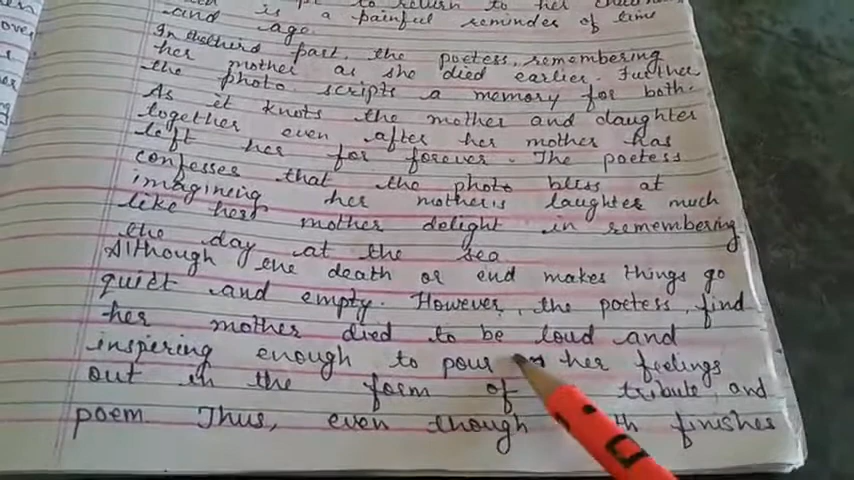 is a painful reminder of time
and age.
In the third part, the poetess, remembering
her mother as she died earlier. Further
the photo scripts a memory for both.
As it knots the mother and daughter
together even after her mother has
left her for forever. The poetess
confesses that the photo bliss at
imagineing her mother's laughter much
like her mother delight in remembering
the day at the sea
Although the death or end makes things go
quiet and empty. However, the poetess, find
her mother died to be loud and
inspering enough to pour her feelings
out in the form of tribute, and
poem Thus, even though finishes